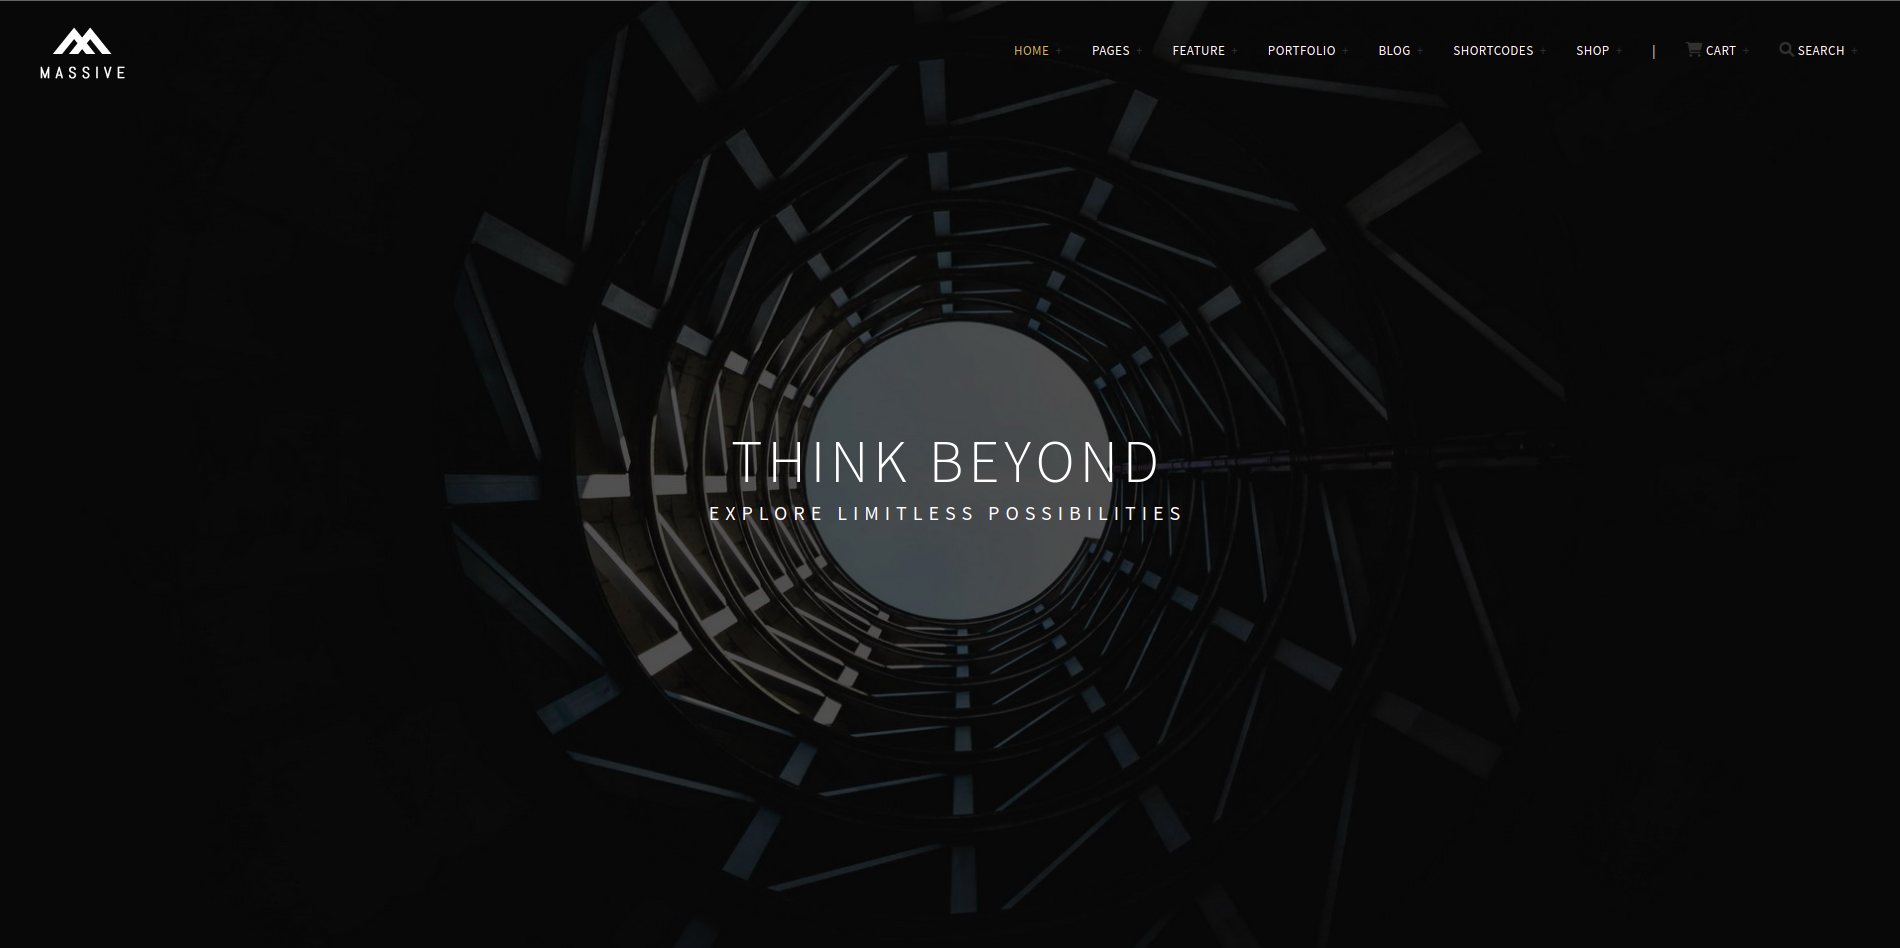 MASSIVE
HOME + PAGES + FEATURE + PORTFOLIO + BLOG + SHORTCODES + SHOP + | CART + SEARCH +
THINK BEYOND
EXPLORE LIMITLESS POSSIBILITIES